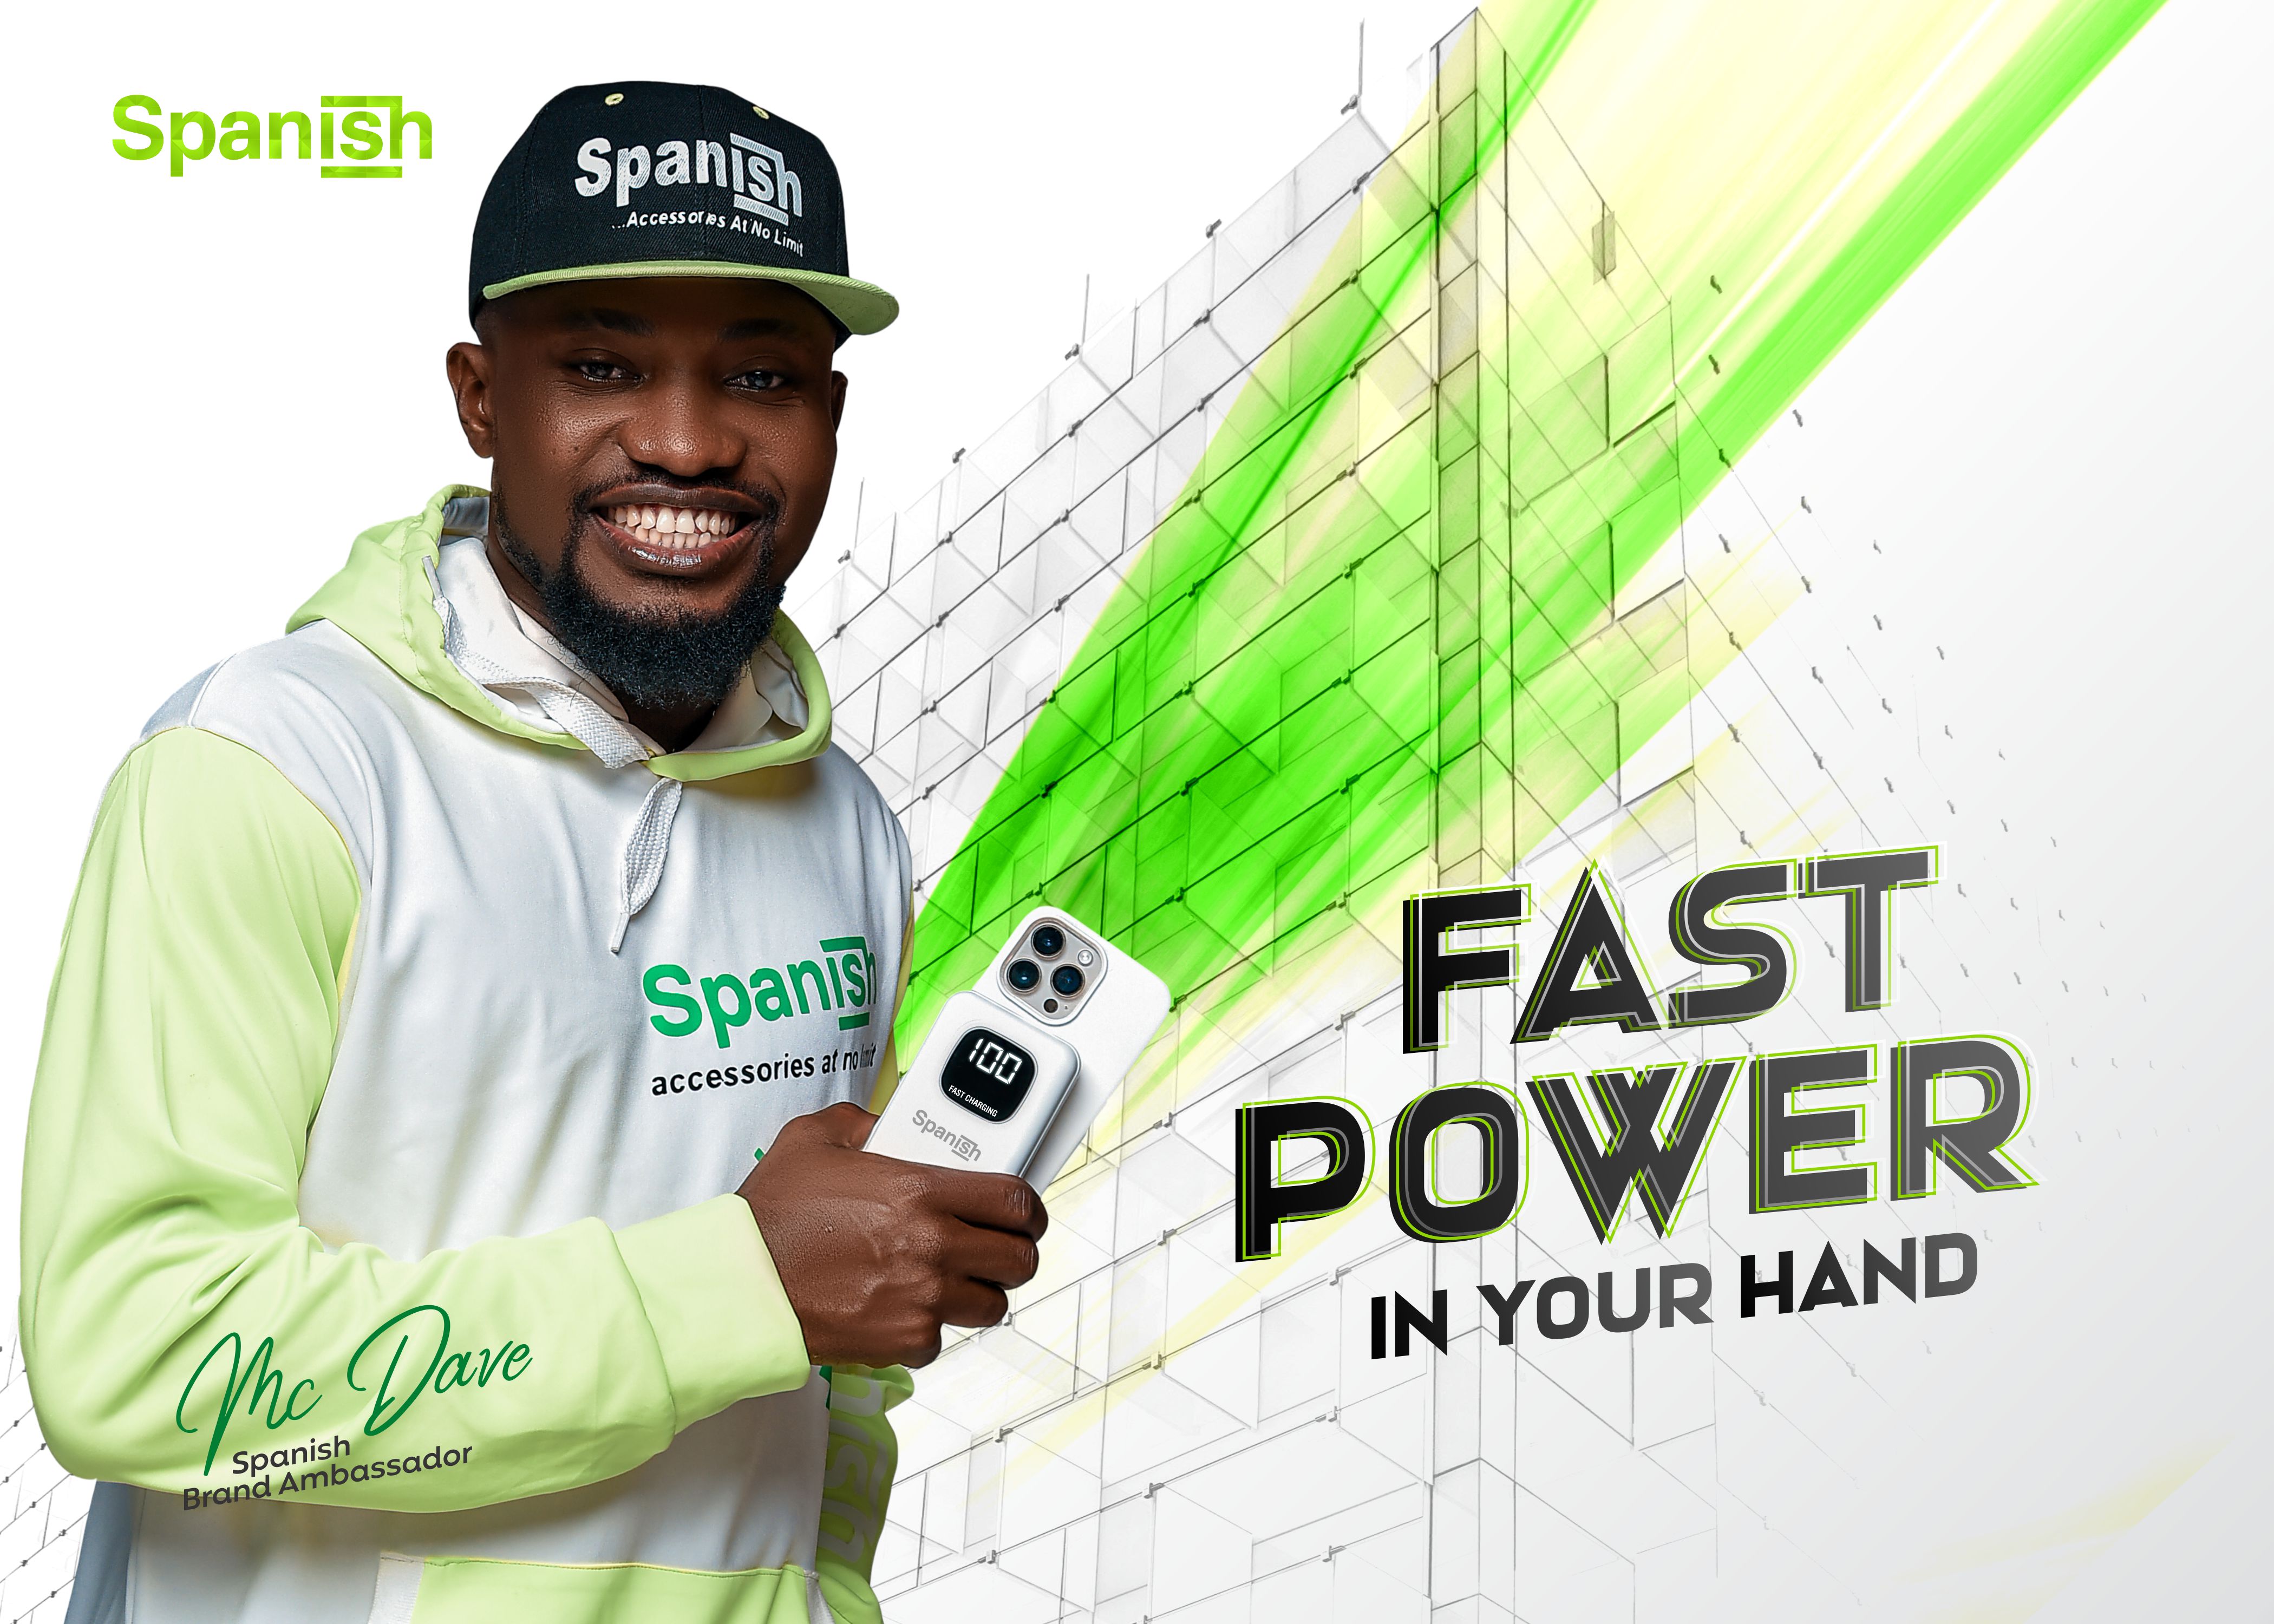 Spanish
Spanish
...Accessories At No Limit
Spanish
accessories at no limit
100
FAST CHARGING
Spanish
FAST
POWER
IN YOUR HAND
Mc Dave
Spanish
Brand Ambassador